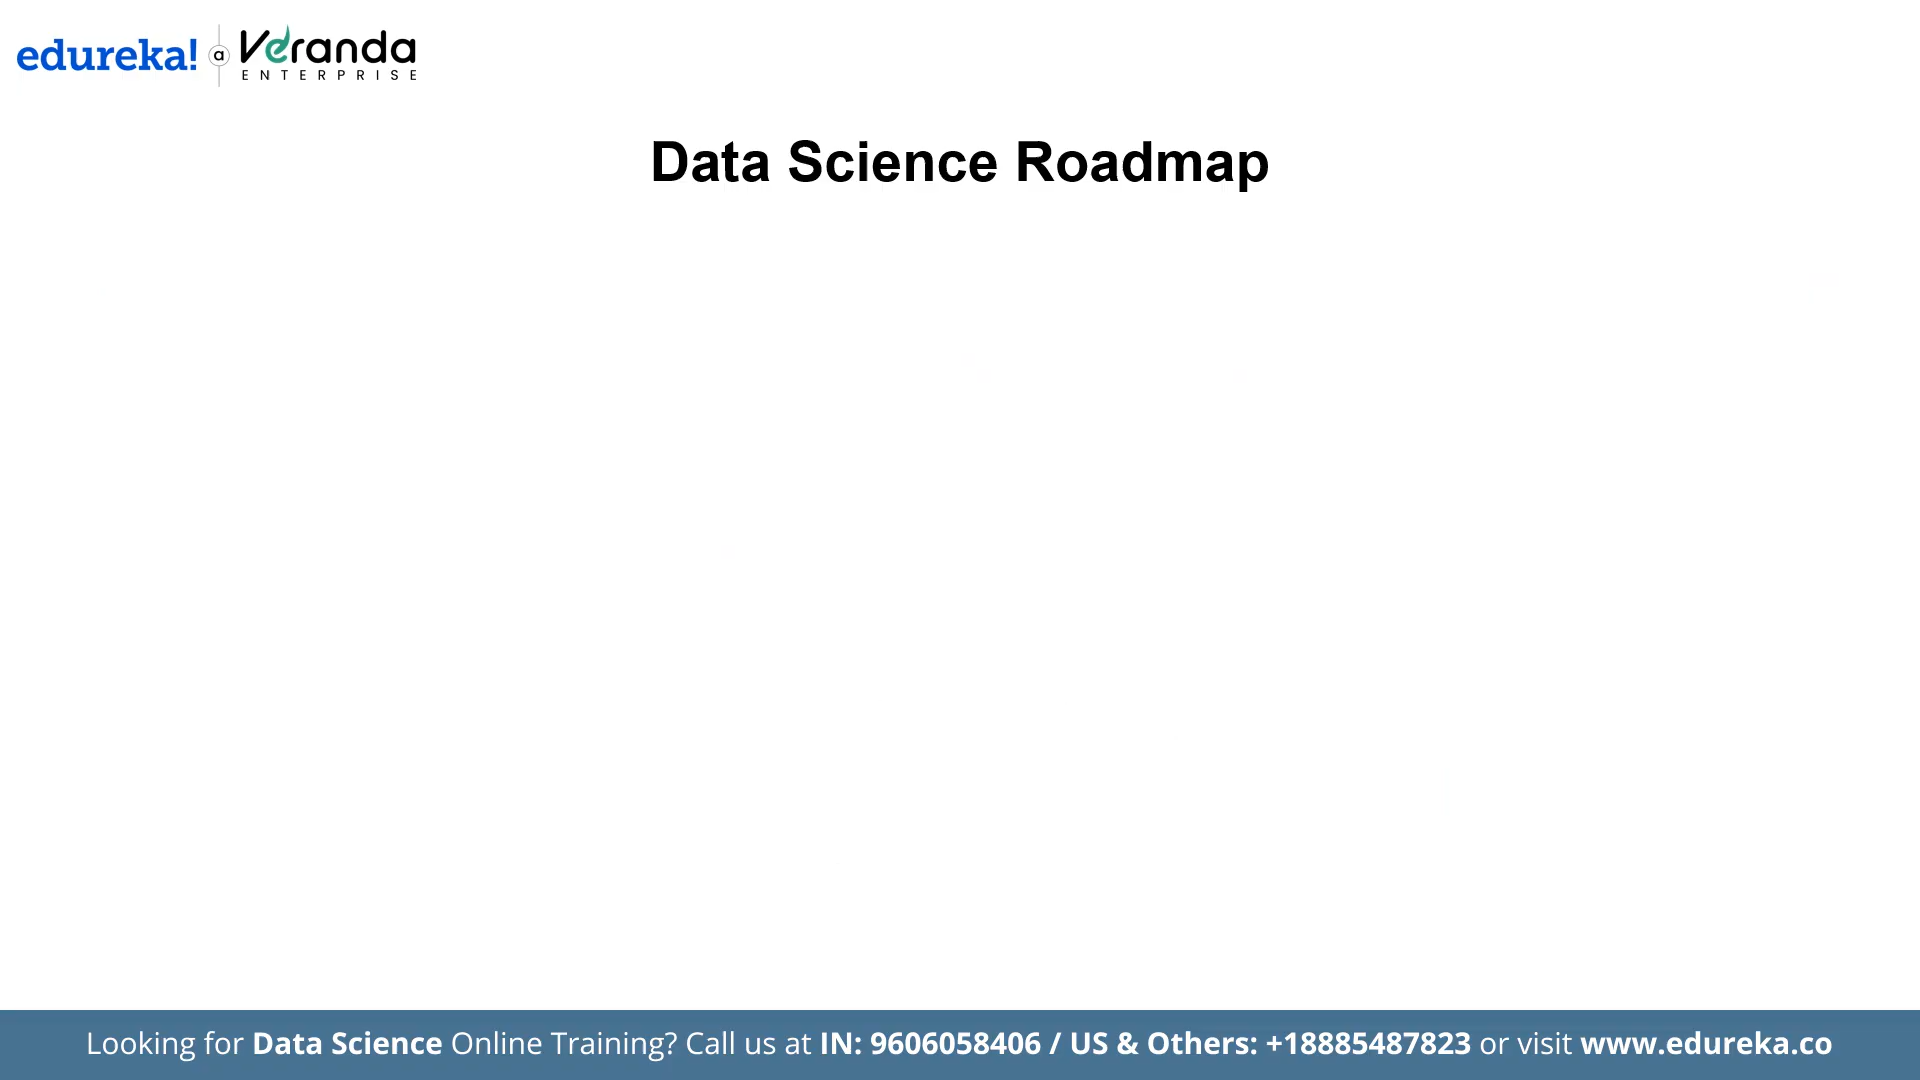 edureka! a Veranda
ENTERPRISE
Data Science Roadmap
Looking for Data Science Online Training? Call us at IN: 9606058406 / US & Others: +18885487823 or visit www.edureka.co